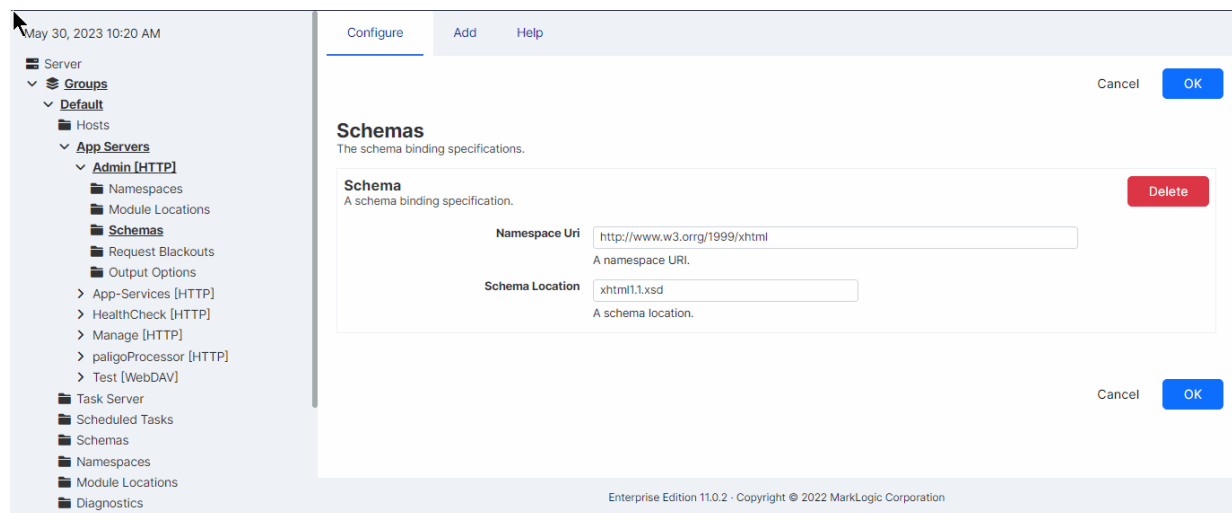 May 30, 2023 10:20 AM
Server
Groups
Default
Hosts
App Servers
Admin [HTTP]
Namespaces
Module Locations
Schemas
Request Blackouts
Output Options
App-Services [HTTP]
HealthCheck [HTTP]
Manage [HTTP]
paligoProcessor [HTTP]
Test [WebDAV]
Task Server
Scheduled Tasks
Schemas
Namespaces
Module Locations
Diagnostics
Configure Add Help
Cancel OK
Schemas
The schema binding specifications.
Schema
A schema binding specification.
Delete
Namespace Uri http://www.w3.orrg/1999/xhtml
A namespace URI.
Schema Location xhtml1.1.xsd
A schema location.
Cancel OK
Enterprise Edition 11.0.2 · Copyright © 2022 MarkLogic Corporation